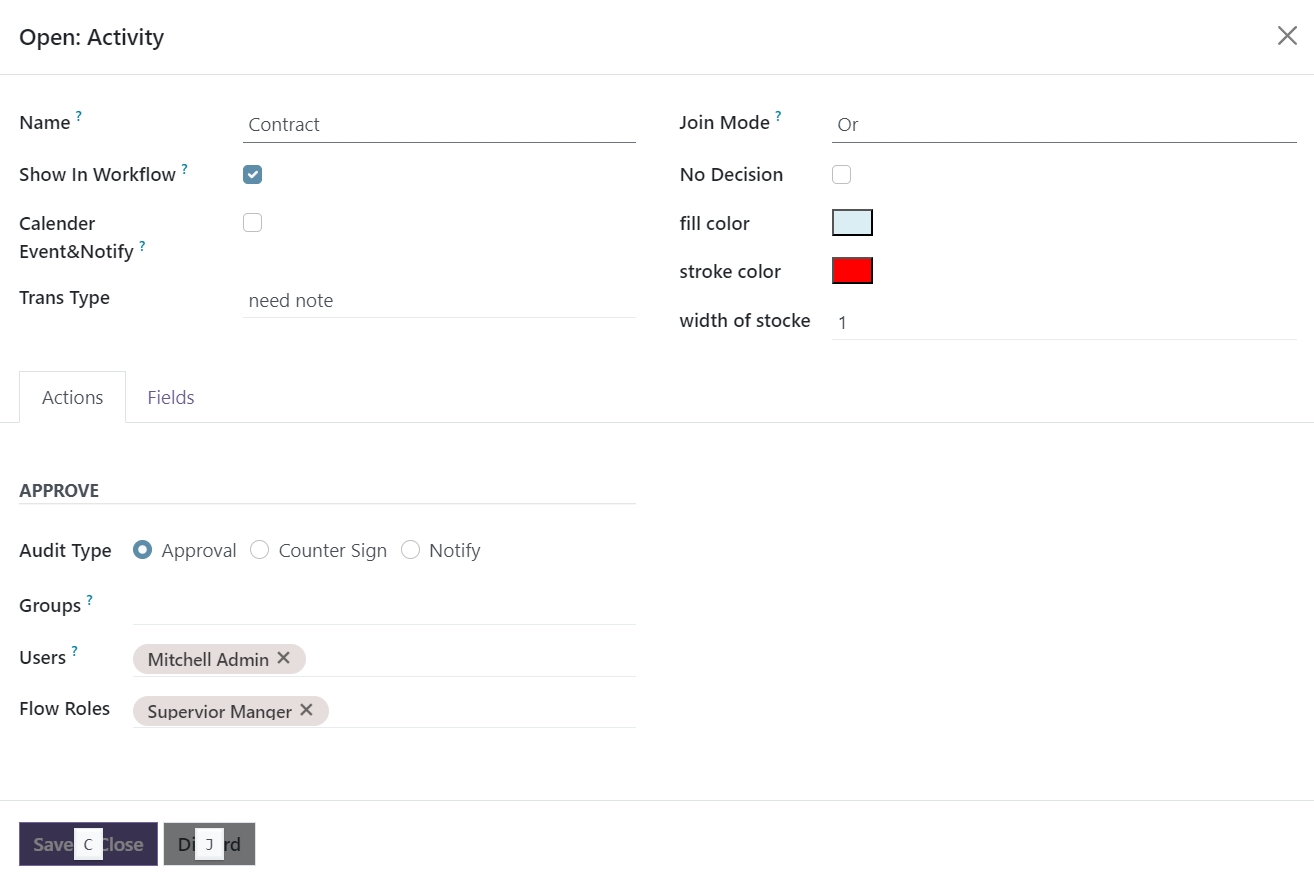 Open: Activity
Name ?
Contract
Join Mode ?
Or
Show In Workflow ?
No Decision
Calender
Event&Notify ?
fill color
stroke color
Trans Type
need note
width of stocke
1
Actions
Fields
APPROVE
Audit Type
Approval
Counter Sign
Notify
Groups ?
Users ?
Mitchell Admin ✕
Flow Roles
Supervior Manger ✕
Save C Close
Di J rd